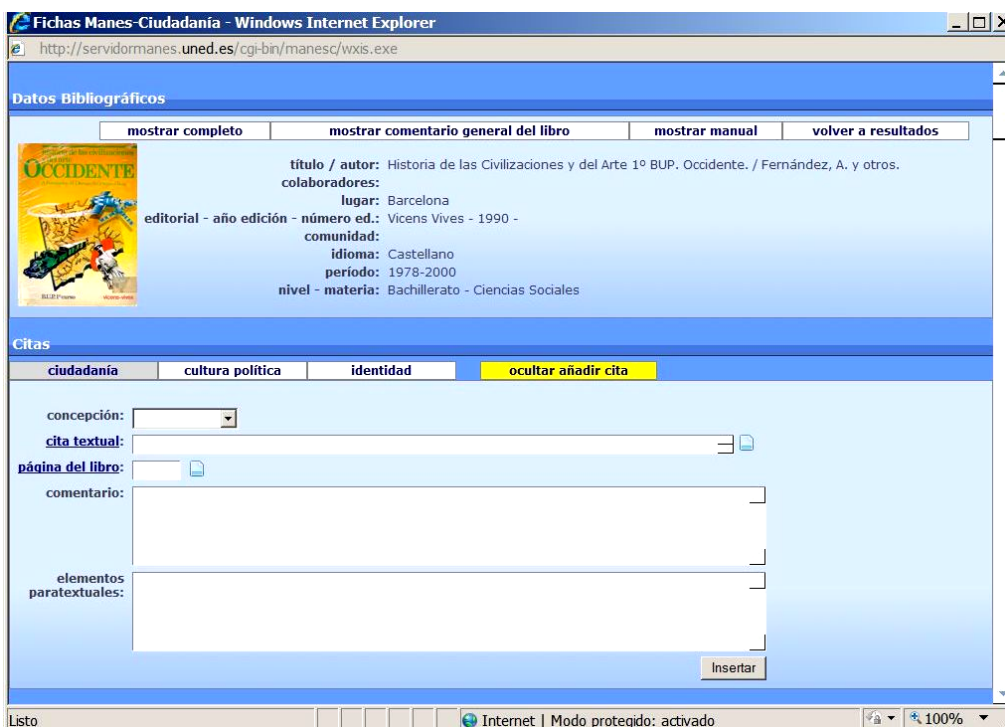 Fichas Manes-Ciudadanía - Windows Internet Explorer
http://servidormanes.uned.es/cgi-bin/manesc/wxis.exe
Datos Bibliográficos
mostrar completo mostrar comentario general del libro mostrar manual volver a resultados
OCCIDENTE
título / autor: Historia de las Civilizaciones y del Arte 1º BUP. Occidente. / Fernández, A. y otros.
colaboradores:
lugar: Barcelona
editorial - año edición - número ed.: Vicens Vives - 1990 -
comunidad:
idioma: Castellano
período: 1978-2000
nivel - materia: Bachillerato - Ciencias Sociales
Citas
ciudadanía cultura política identidad ocultar añadir cita
concepción:
cita textual:
página del libro:
comentario:
elementos
paratextuales:
Insertar
Listo Internet | Modo protegido: activado 100%